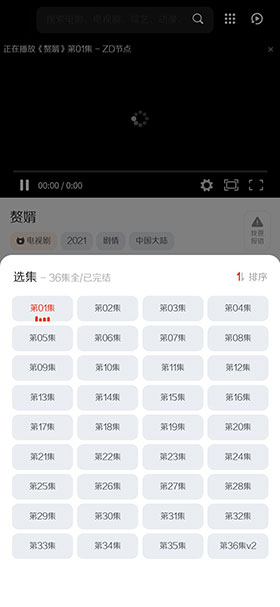 搜索电影、电视剧、综艺、动漫..
正在播放《赘婿》第01集 - ZD节点
×
00:00 / 0:00
赘婿
电视剧 2021 剧情 中国大陆
我要
报错
选集 - 36集全/已完结 排序
第01集 第02集 第03集 第04集
第05集 第06集 第07集 第08集
第09集 第10集 第11集 第12集
第13集 第14集 第15集 第16集
第17集 第18集 第19集 第20集
第21集 第22集 第23集 第24集
第25集 第26集 第27集 第28集
第29集 第30集 第31集 第32集
第33集 第34集 第35集 第36集v2